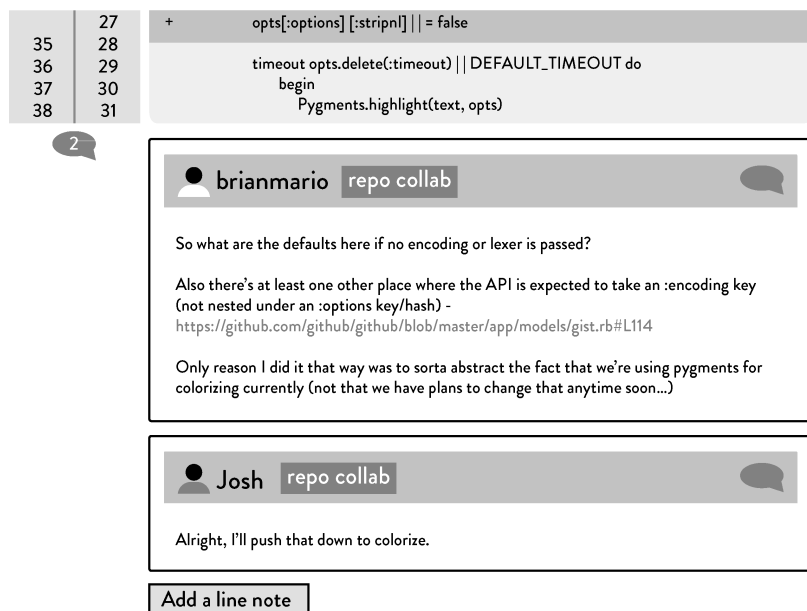 27 + opts[:options] [:stripnl] || = false
35 28
36 29 timeout opts.delete(:timeout) || DEFAULT_TIMEOUT do
37 30 begin
38 31 Pygments.highlight(text, opts)
2
brianmario repo collab
So what are the defaults here if no encoding or lexer is passed?
Also there's at least one other place where the API is expected to take an :encoding key
(not nested under an :options key/hash) -
https://github.com/github/github/blob/master/app/models/gist.rb#L114
Only reason I did it that way was to sorta abstract the fact that we're using pygments for
colorizing currently (not that we have plans to change that anytime soon...)
Josh repo collab
Alright, I'll push that down to colorize.
Add a line note